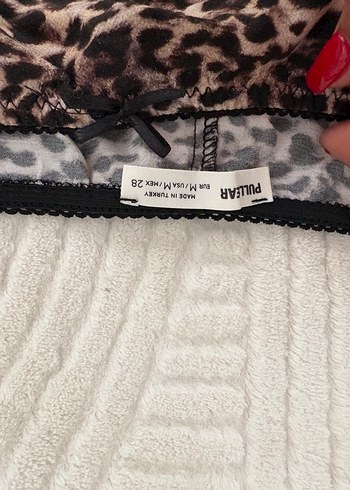 PULL&BEAR
EUR M / USA M / MEX 28
MADE IN TURKEY